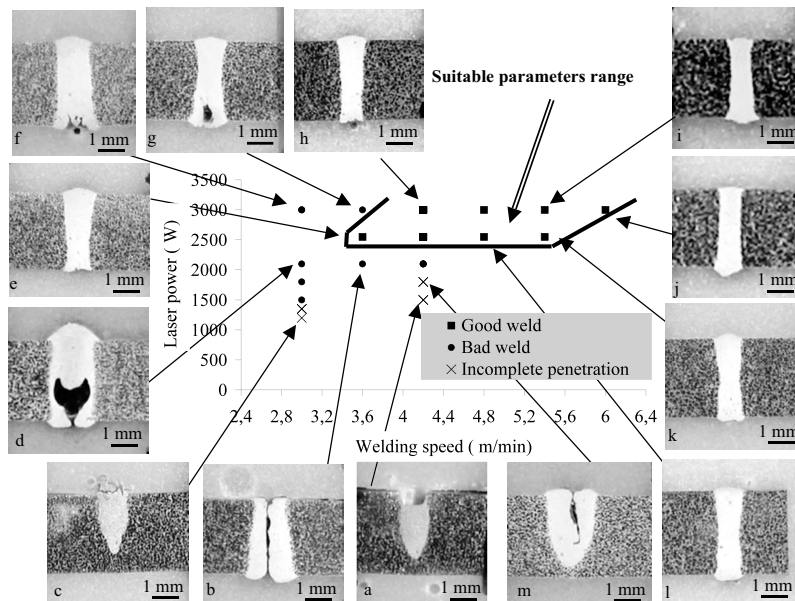 f
1 mm
g
1 mm
h
1 mm
Suitable parameters range
i
1 mm
e
1 mm
j
1 mm
d
1 mm
k
1 mm
Laser power ( W)
3500
3000
2500
2000
1500
1000
500
0
2,4
2,8
3,2
3,6
4
4,4
4,8
5,2
5,6
6
6,4
Welding speed ( m/min)
Good weld
Bad weld
Incomplete penetration
c
1 mm
b
1 mm
a
1 mm
m
1 mm
l
1 mm